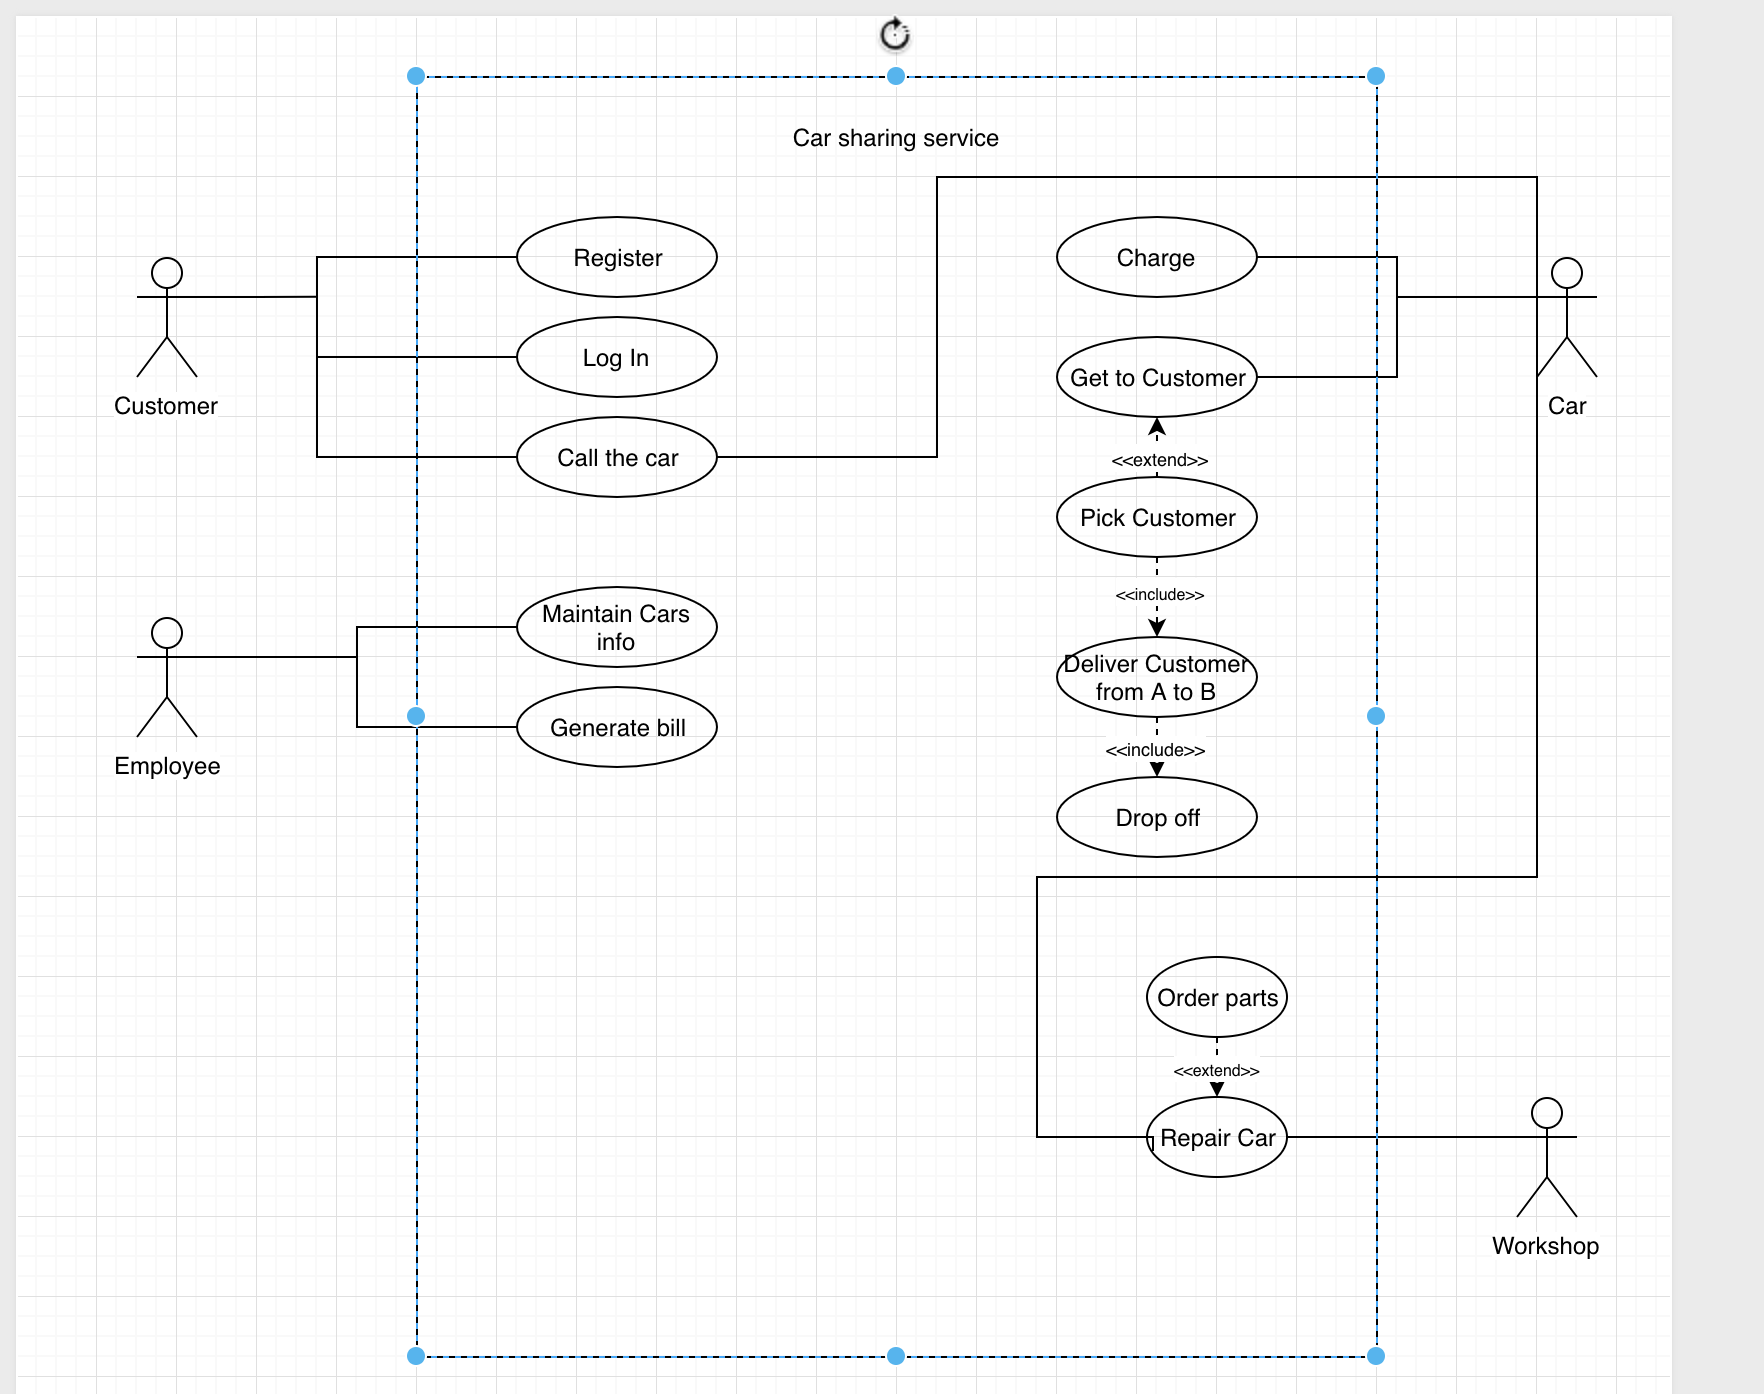 Car sharing service
Register
Charge
Log In
Get to Customer
Customer
Car
Call the car
<<extend>>
Pick Customer
<<include>>
Maintain Cars
info
Deliver Customer
from A to B
Generate bill
<<include>>
Employee
Drop off
Order parts
<<extend>>
Repair Car
Workshop